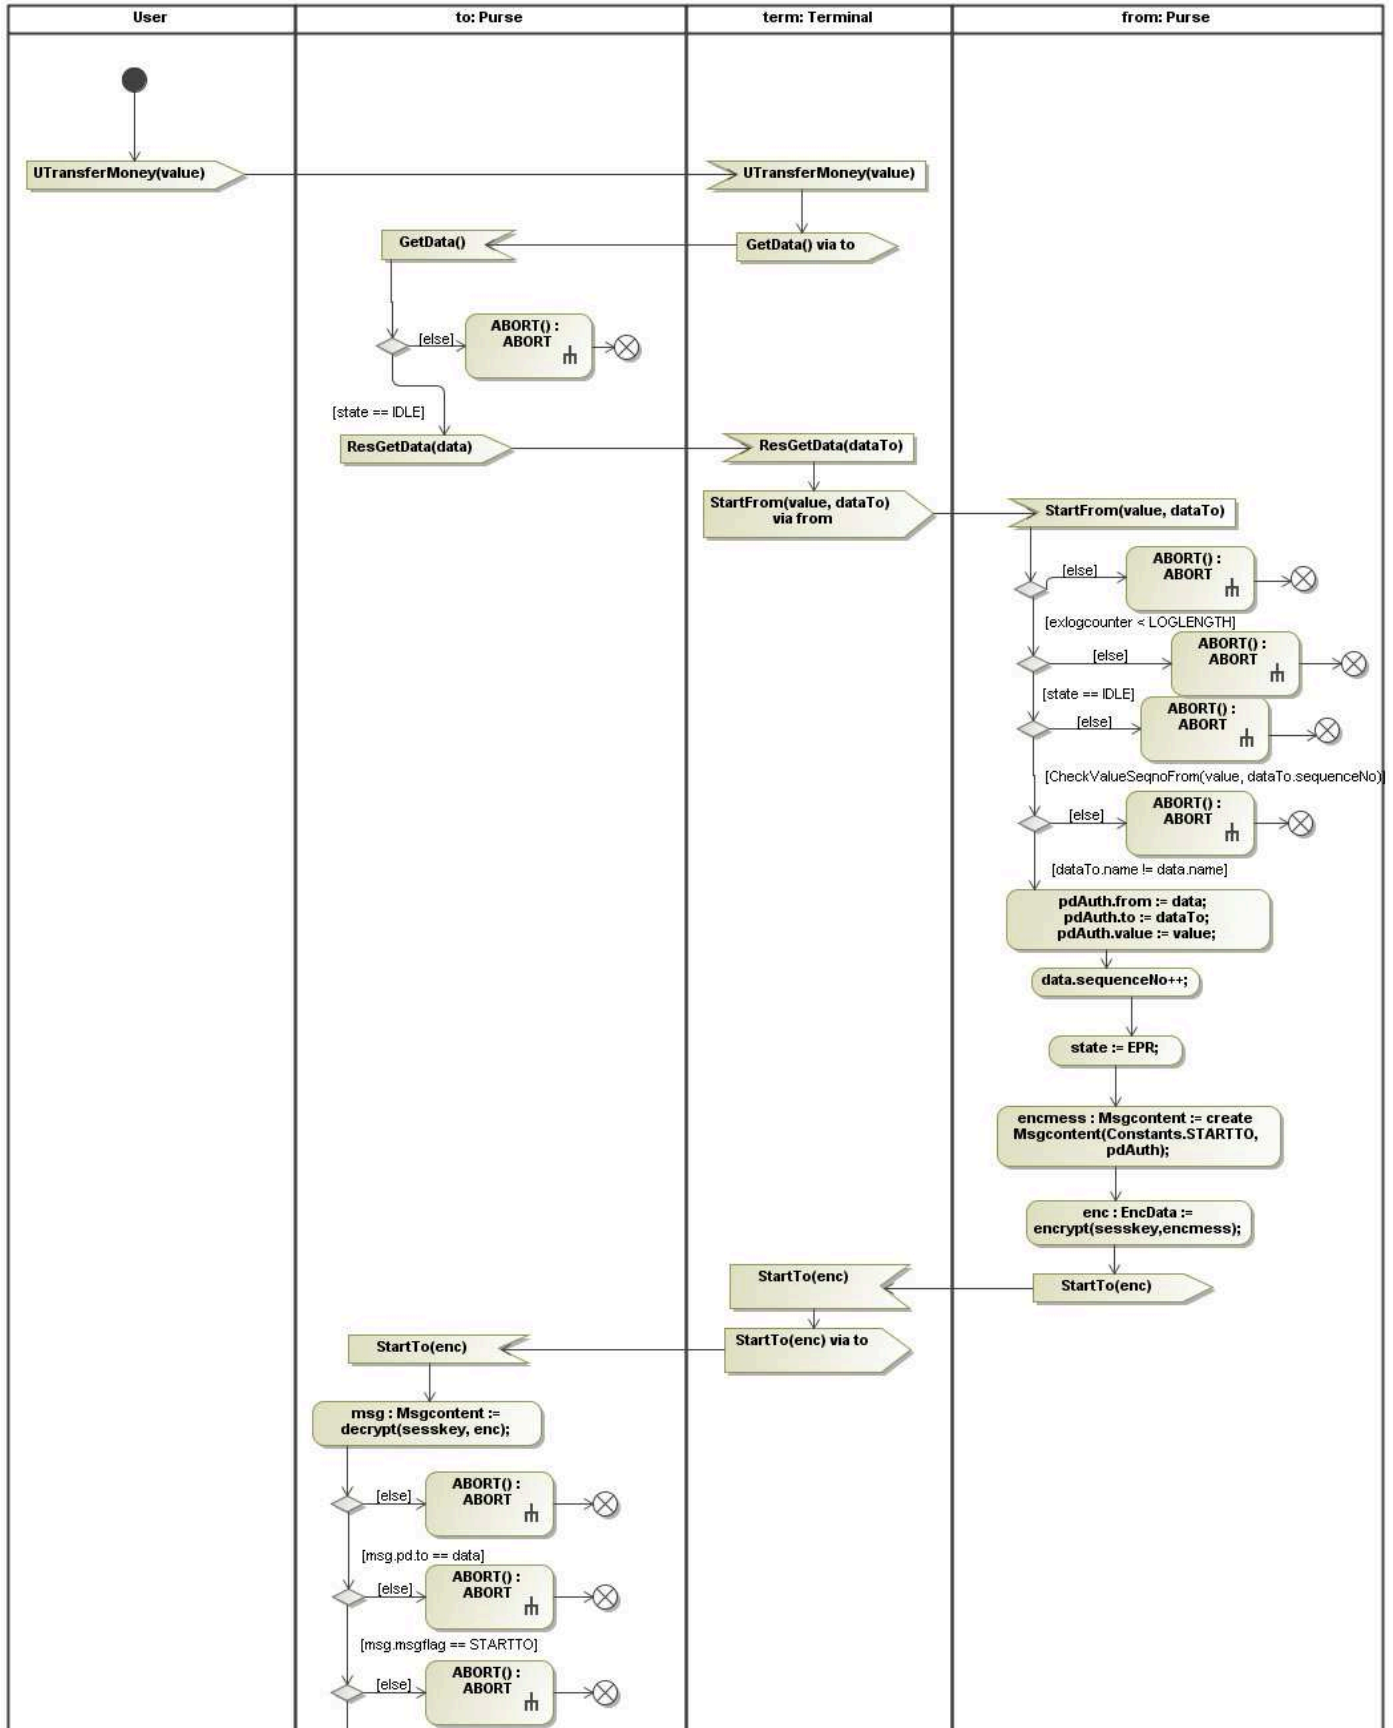 User
to: Purse
term: Terminal
from: Purse
UTransferMoney(value)
UTransferMoney(value)
GetData()
GetData() via to
[else]
ABORT() :
ABORT
[state == IDLE]
ResGetData(data)
ResGetData(dataTo)
StartFrom(value, dataTo)
via from
StartFrom(value, dataTo)
[else]
ABORT() :
ABORT
[exlogcounter < LOGLENGTH]
[else]
ABORT() :
ABORT
[state == IDLE]
[else]
ABORT() :
ABORT
[CheckValueSeqnoFrom(value, dataTo.sequenceNo)]
[else]
ABORT() :
ABORT
[dataTo.name != data.name]
pdAuth.from := data;
pdAuth.to := dataTo;
pdAuth.value := value;
data.sequenceNo++;
state := EPR;
encmess : Msgcontent := create
Msgcontent(Constants.STARTTO,
pdAuth);
enc : EncData :=
encrypt(sesskey,encmess);
StartTo(enc)
StartTo(enc)
StartTo(enc) via to
StartTo(enc)
msg : Msgcontent :=
decrypt(sesskey, enc);
[else]
ABORT() :
ABORT
[msg.pd.to == data]
[else]
ABORT() :
ABORT
[msg.msgflag == STARTTO]
[else]
ABORT() :
ABORT